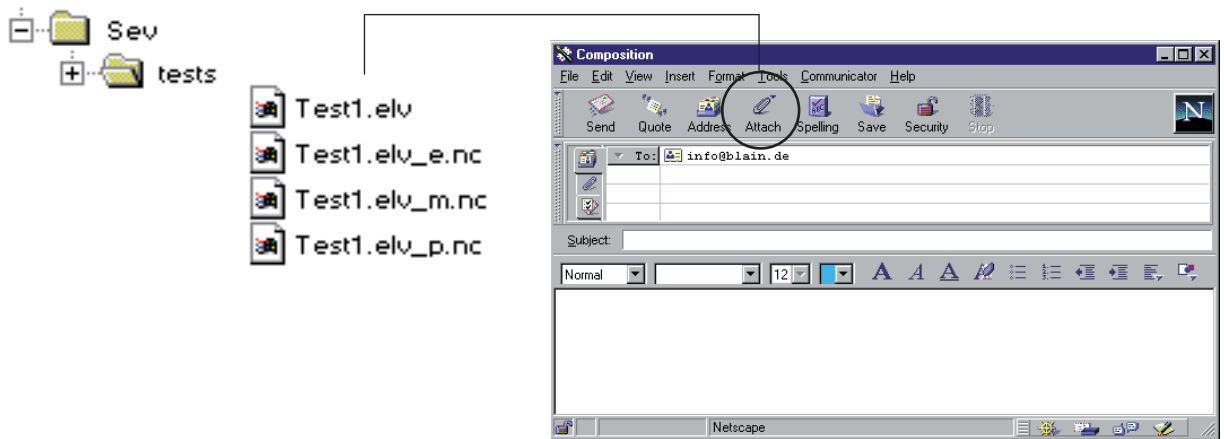 Sev
tests
Test1.elv
Test1.elv_e.nc
Test1.elv_m.nc
Test1.elv_p.nc
Composition
File Edit View Insert Format Tools Communicator Help
Send Quote Address Attach Spelling Save Security Stop
N
To: info@blain.de
Subject:
Normal 12 A A A
Netscape